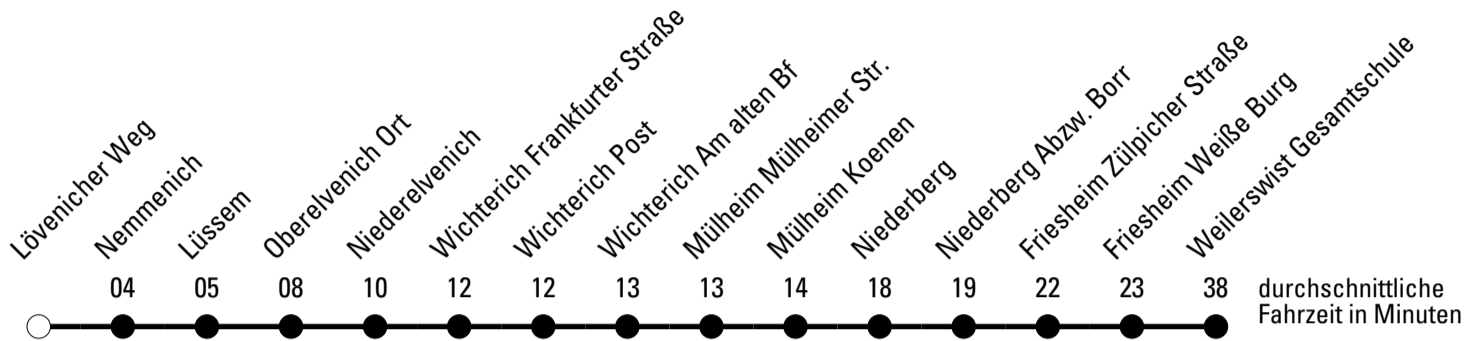 Lövenicher Weg
Nemmenich
Lüssem
Oberelvenich Ort
Niederelvenich
Wichterich Frankfurter Straße
Wichterich Post
Wichterich Am alten Bf
Mülheim Mülheimer Str.
Mülheim Koenen
Niederberg
Niederberg Abzw. Borr
Friesheim Zülpicher Straße
Friesheim Weiße Burg
Weilerswist Gesamtschule
04 05 08 10 12 12 13 13 14 18 19 22 23 38
durchschnittliche
Fahrzeit in Minuten